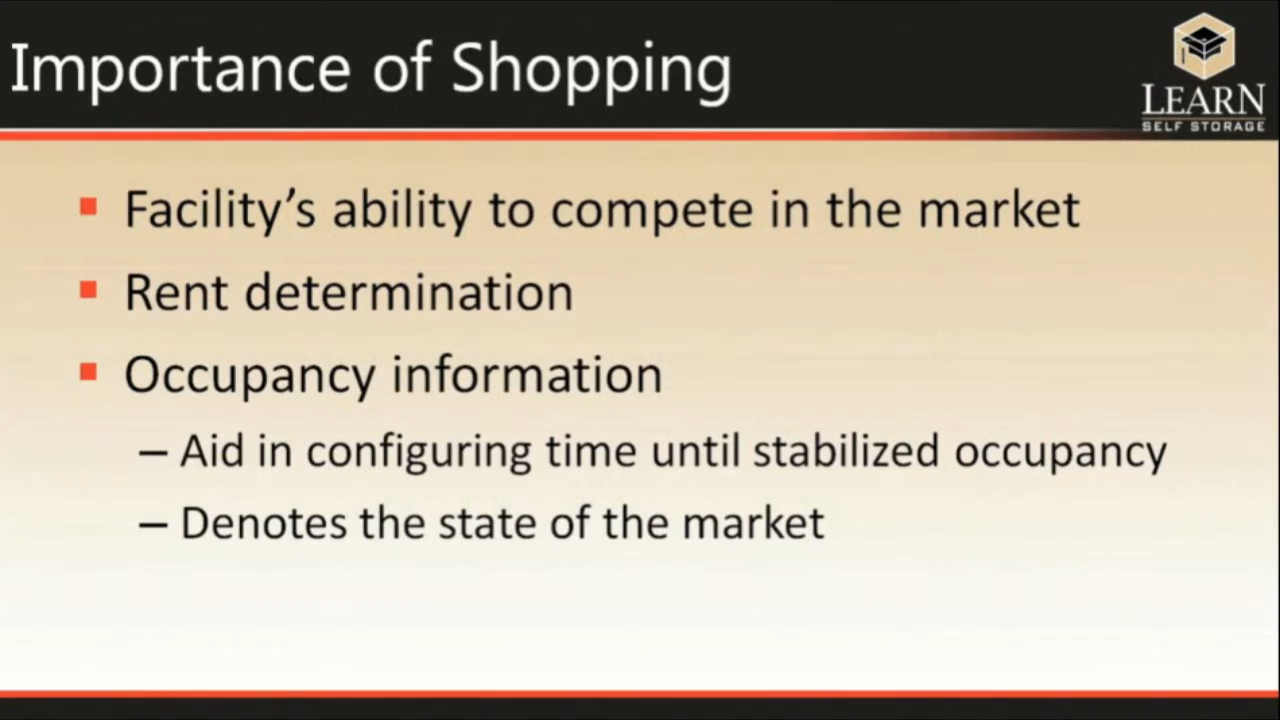 Importance of Shopping
LEARN
SELF STORAGE
▪ Facility’s ability to compete in the market
▪ Rent determination
▪ Occupancy information
– Aid in configuring time until stabilized occupancy
– Denotes the state of the market